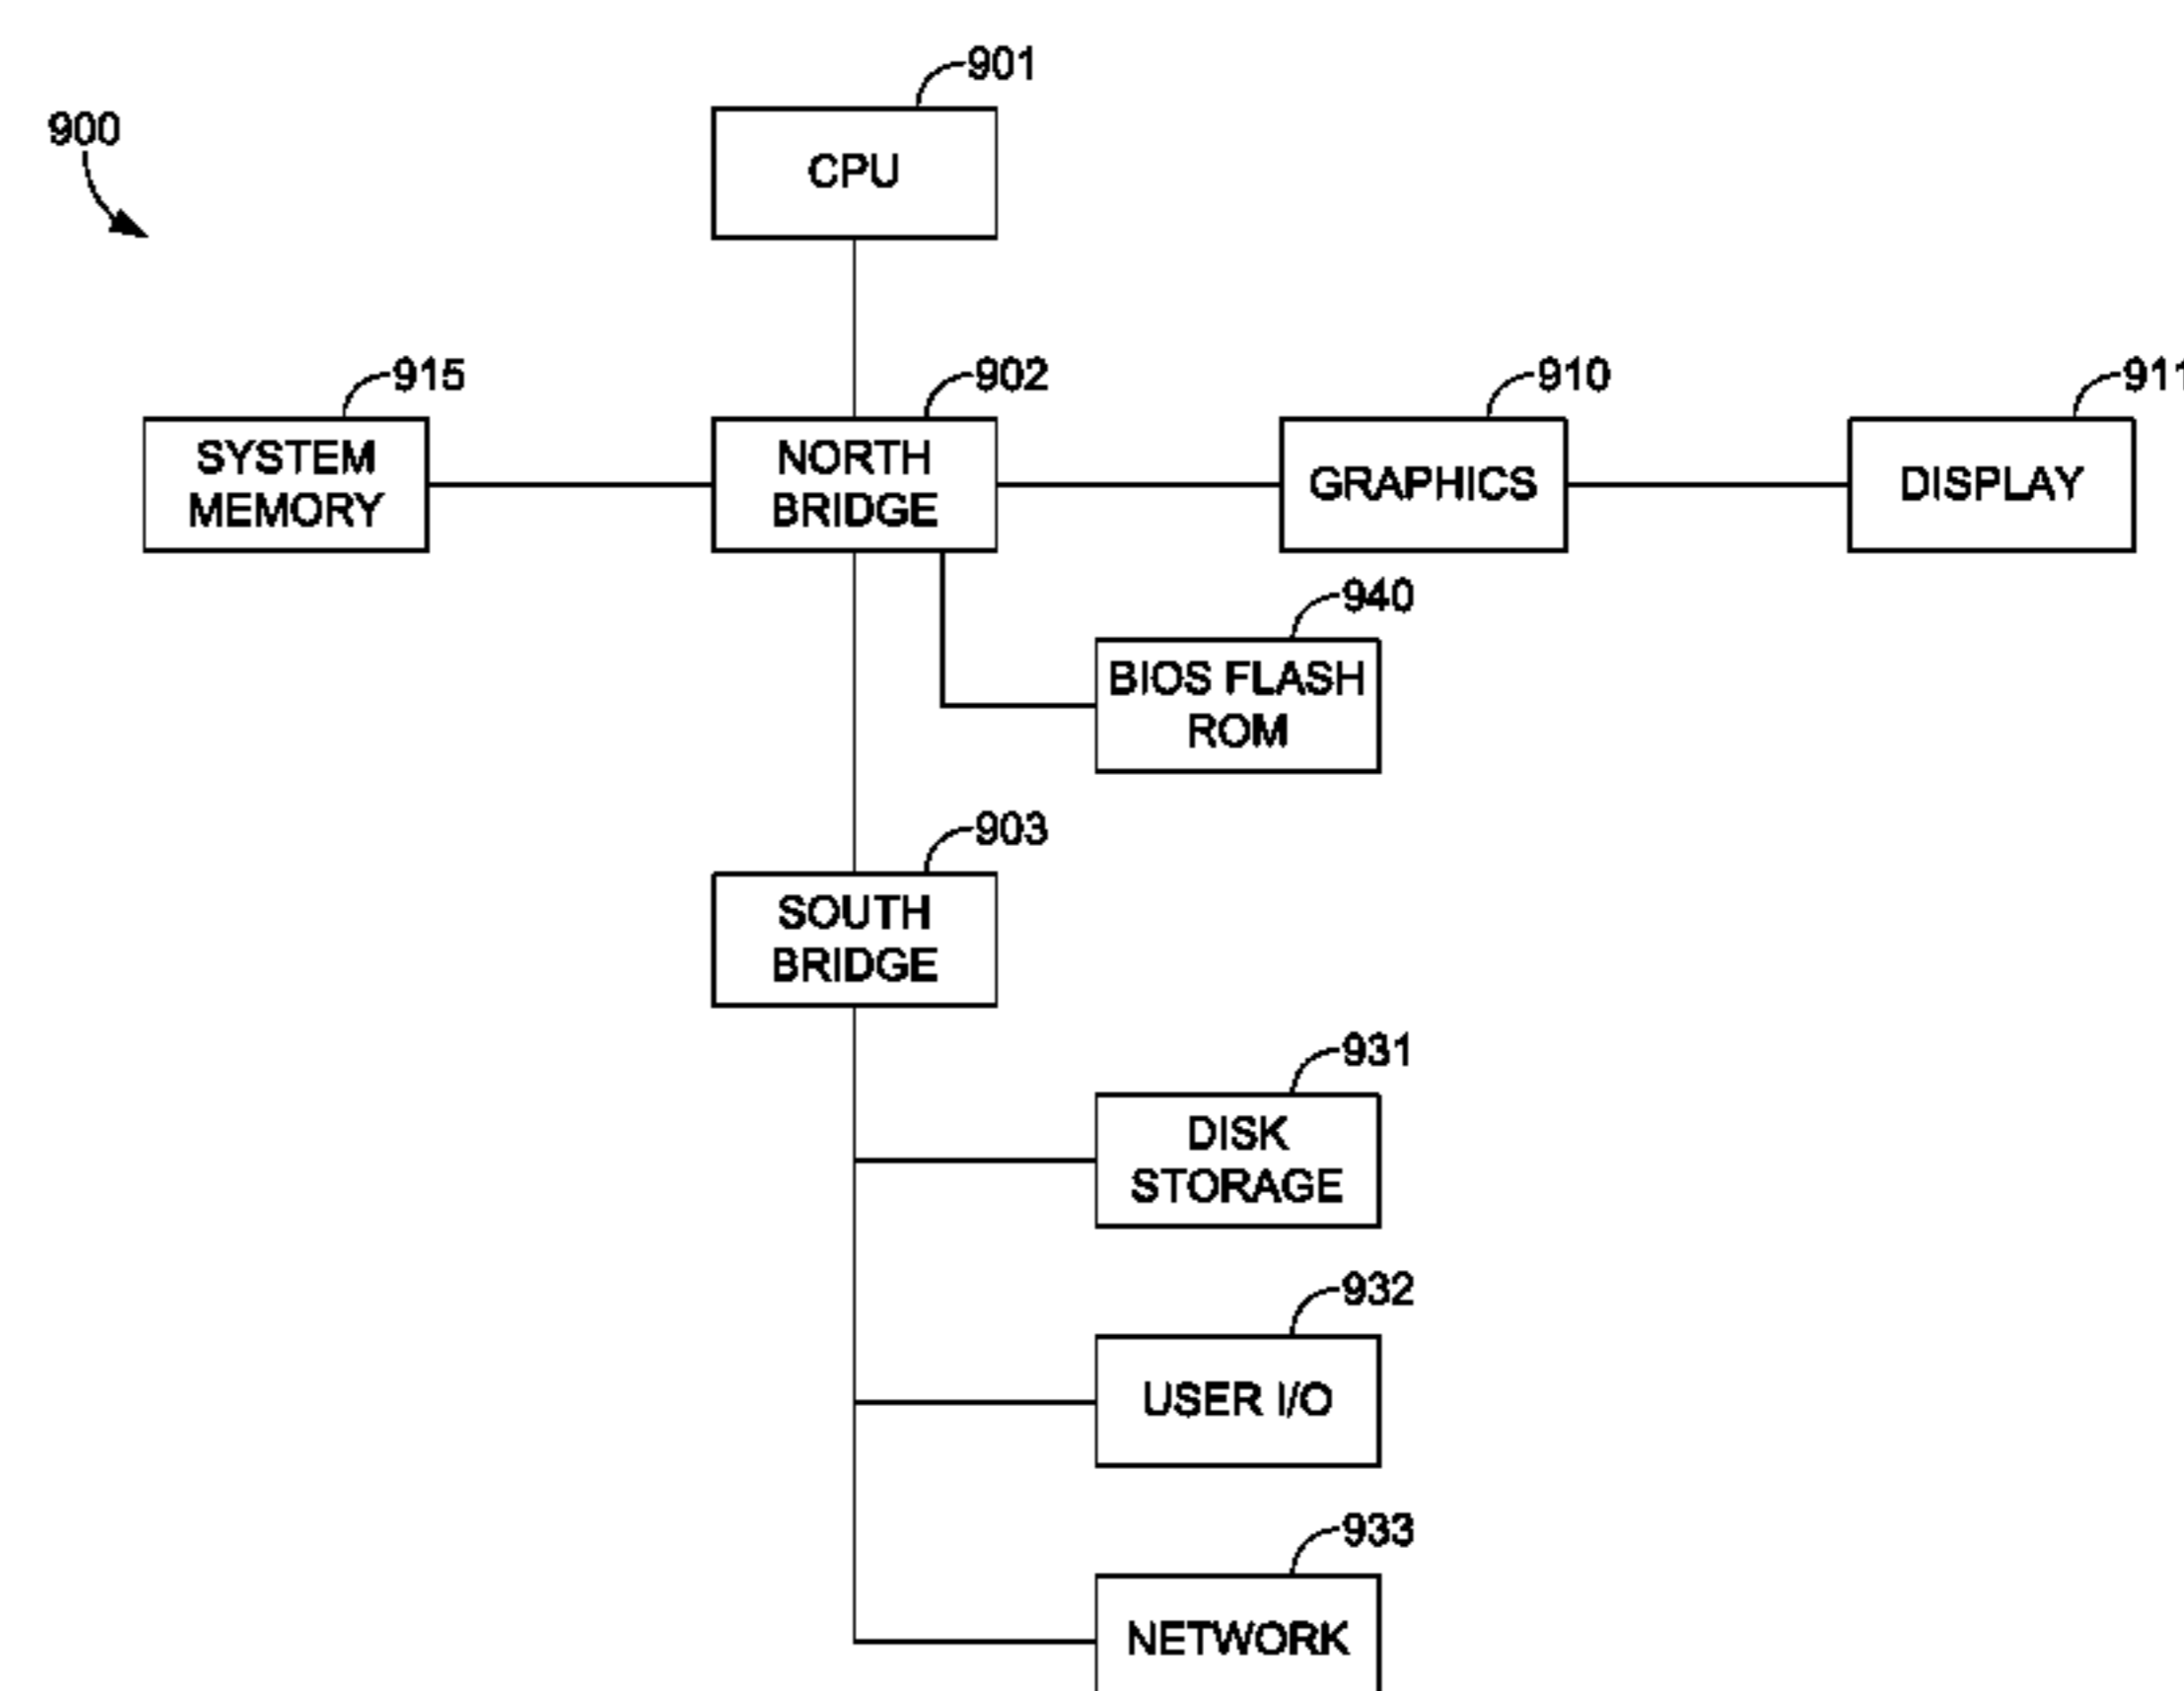 901
900
CPU
915
902
910
911
SYSTEM
MEMORY
NORTH
BRIDGE
GRAPHICS
DISPLAY
940
BIOS FLASH
ROM
903
SOUTH
BRIDGE
931
DISK
STORAGE
932
USER I/O
933
NETWORK